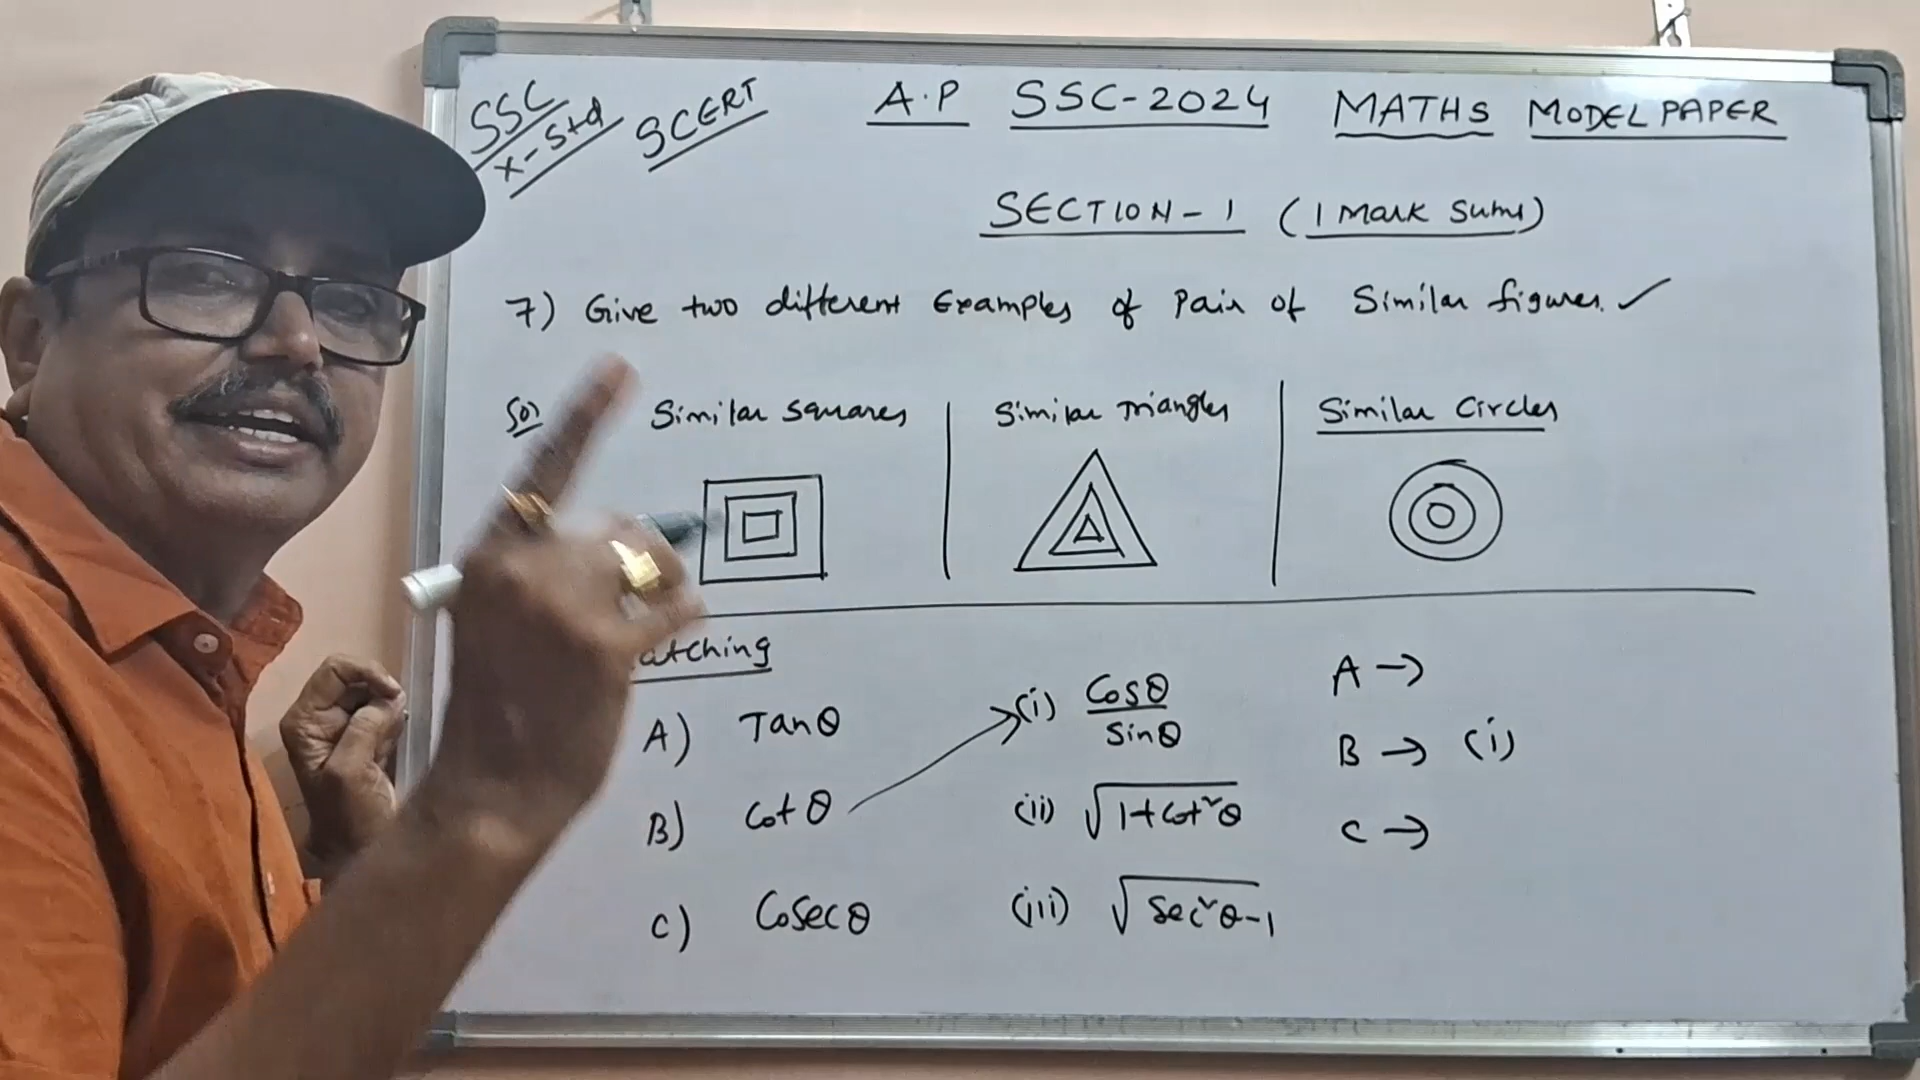 SSC
X-Std
SCERT
A.P SSC-2024 MATHS MODEL PAPER
SECTION-1 (1 Mark Sums)
7) Give two different Examples of Pair of Similar figures. ✓
Sol
Similar Squares
Similar Triangles
Similar Circles
atching
A) Tanθ
(i) Cosθ/Sinθ
A →
B) Cotθ
(ii) √1+Cot²θ
B → (i)
C) Cosecθ
(iii) √Sec²θ-1
C →